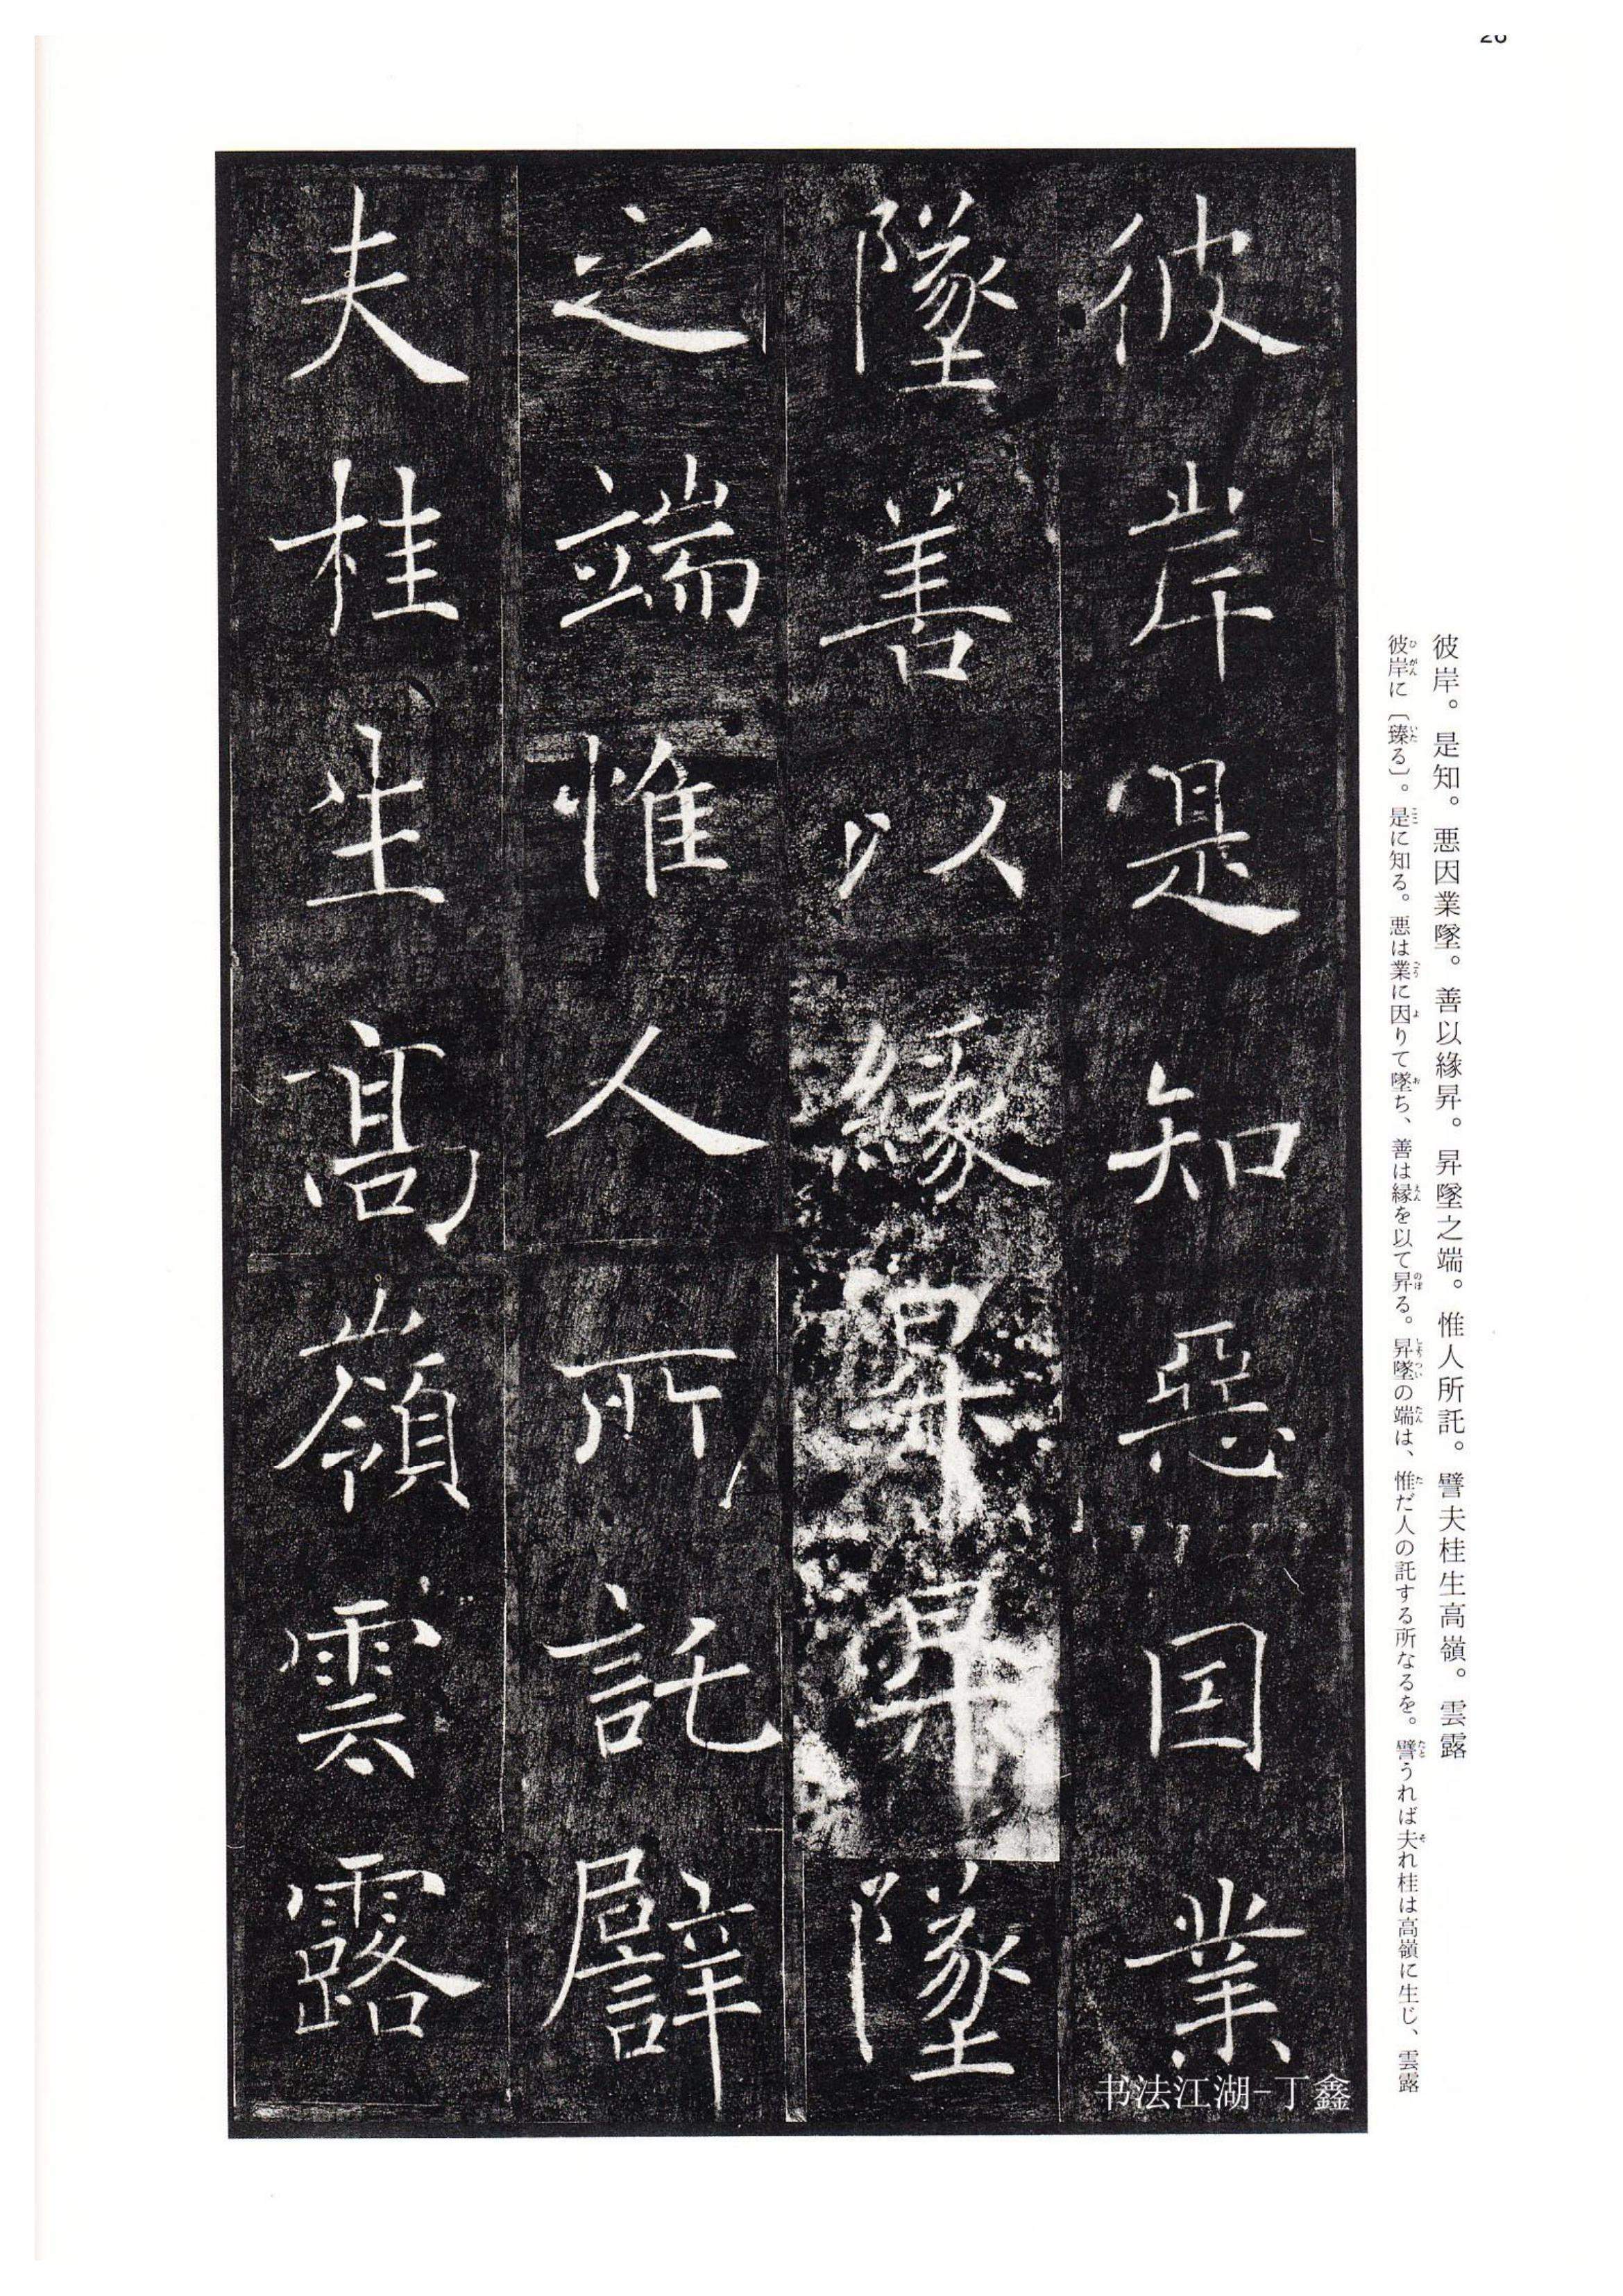 彼岸。是知。悪因業墜。善以緣昇。昇墜之端。惟人所託。譬夫桂生高嶺。雲露
彼岸に〔臻る〕。是に知る。悪は業に因りて墜ち、善は縁を以て昇る。昇墜の端は、惟だ人の託する所なるを。譬うれば夫れ桂は高嶺に生じ、雲露
彼岸是知惡因業
墜善以緣昇昇墜
之端惟人所託譬
夫桂生高嶺雲露
书法江湖-丁鑫